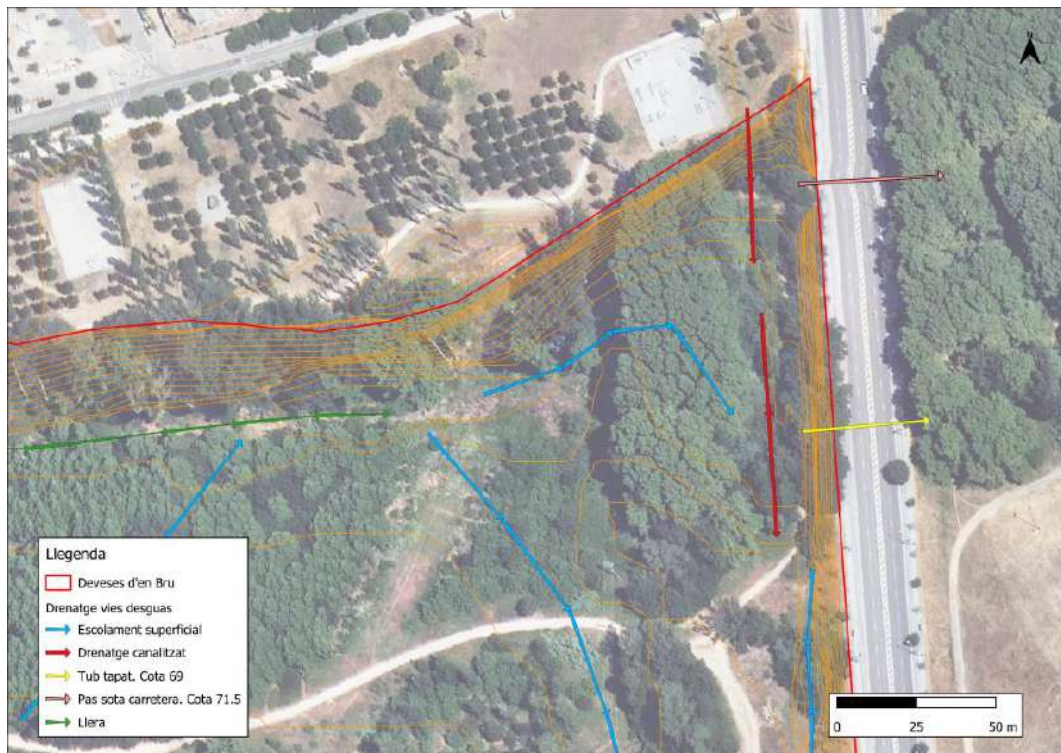 N
Llegenda
Deveses d'en Bru
Drenatge vies desguas
Escolament superficial
Drenatge canalitzat
Tub tapat. Cota 69
Pas sota carretera. Cota 71.5
Llera
0 25 50 m